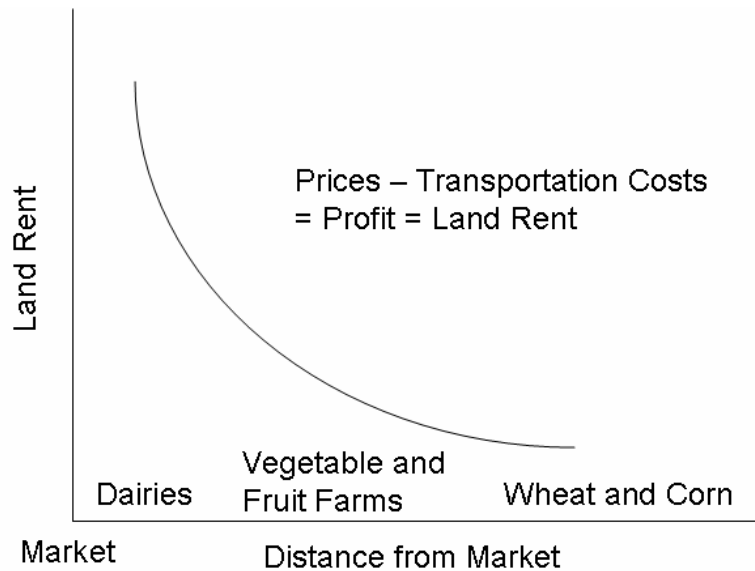 Land Rent
Prices – Transportation Costs
= Profit = Land Rent
Dairies
Vegetable and
Fruit Farms
Wheat and Corn
Market
Distance from Market